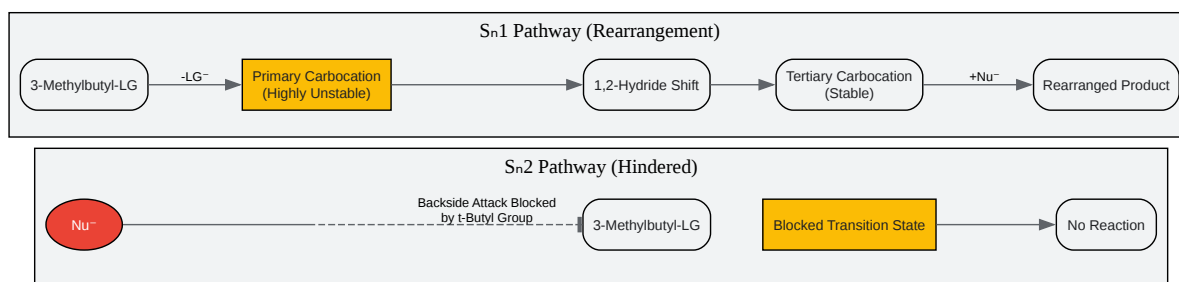 Sₙ1 Pathway (Rearrangement)
3-Methylbutyl-LG
-LG⁻
Primary Carbocation
(Highly Unstable)
1,2-Hydride Shift
Tertiary Carbocation
(Stable)
+Nu⁻
Rearranged Product
Sₙ2 Pathway (Hindered)
Nu⁻
Backside Attack Blocked
by t-Butyl Group
3-Methylbutyl-LG
Blocked Transition State
No Reaction